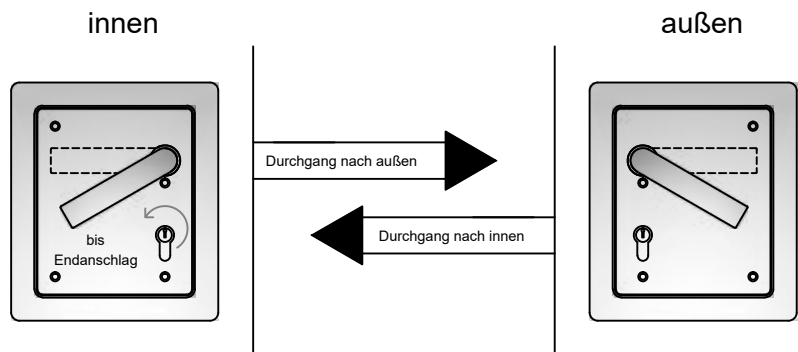 innen
außen
Durchgang nach außen
Durchgang nach innen
bis
Endanschlag